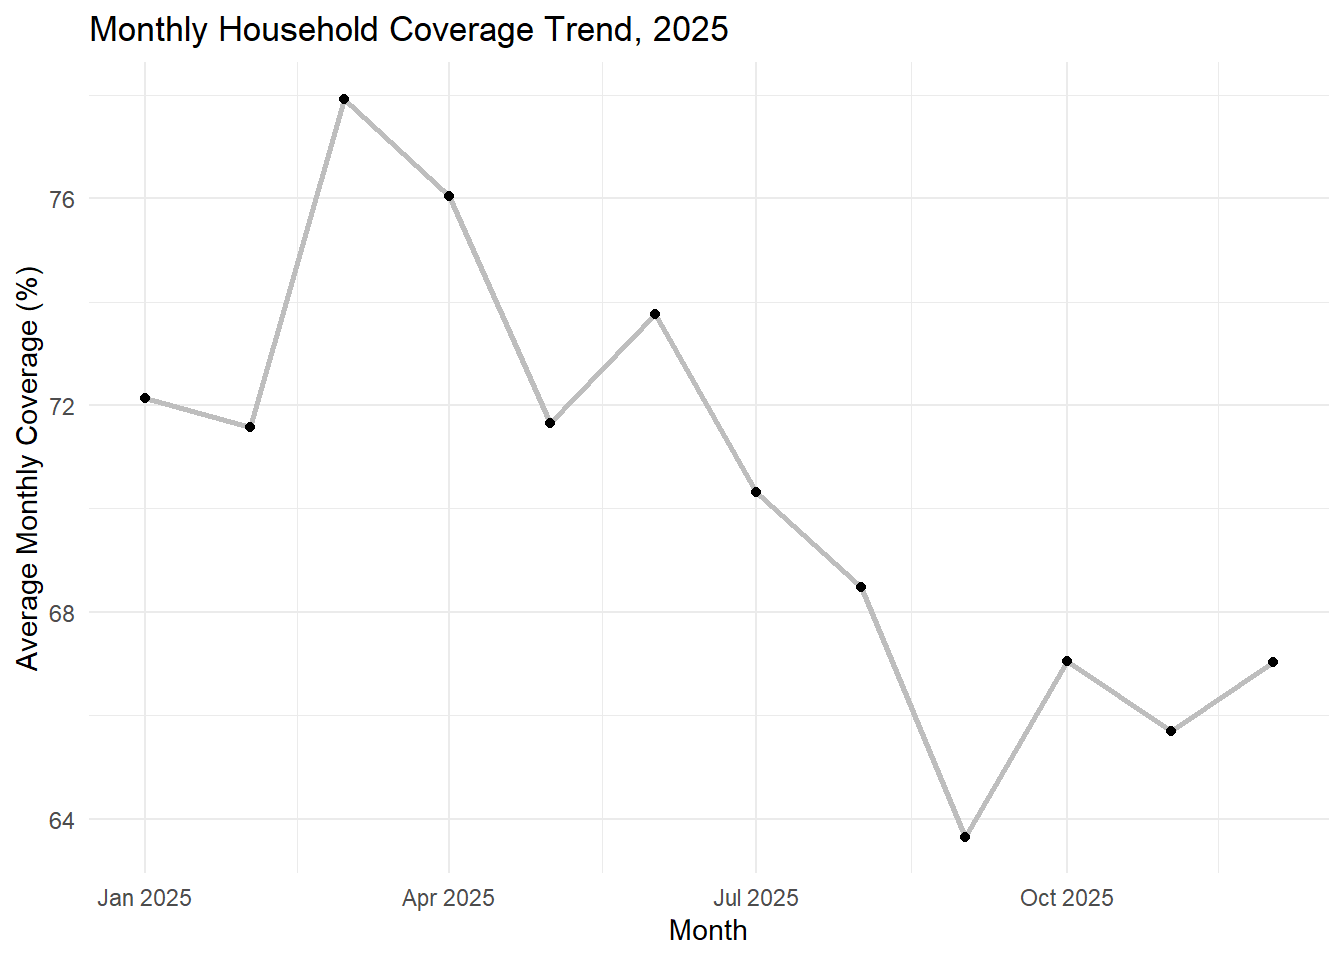 Monthly Household Coverage Trend, 2025
Average Monthly Coverage (%)
76
72
68
64
Jan 2025 Apr 2025 Jul 2025 Oct 2025
Month